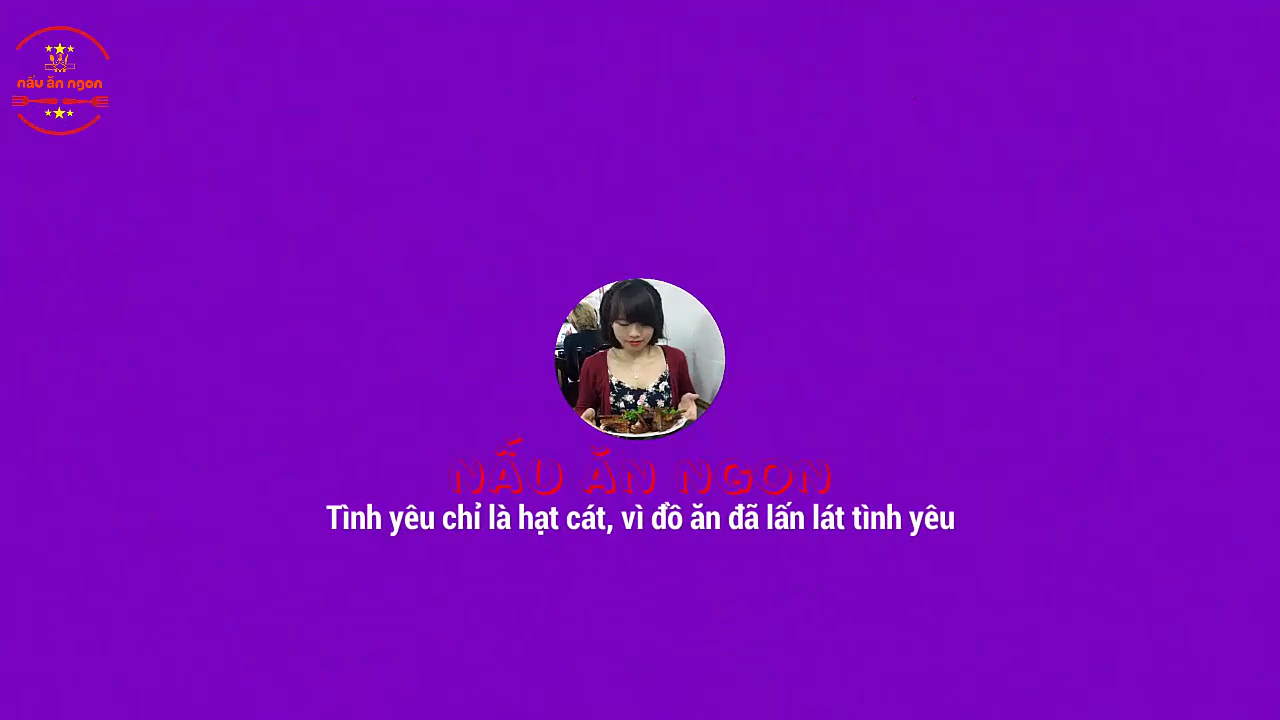 nấu ăn ngon
NẤU ĂN NGON
Tình yêu chỉ là hạt cát, vì đồ ăn đã lấn lát tình yêu